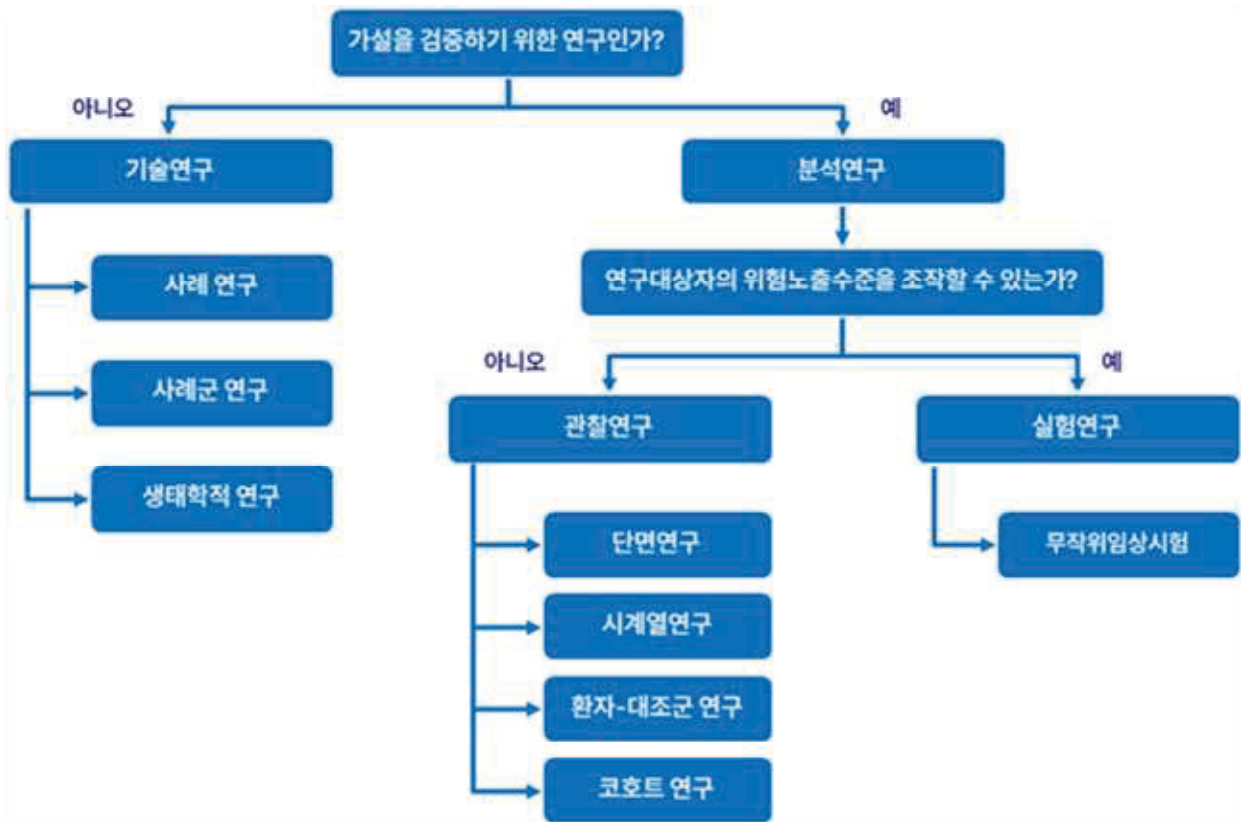 가설을 검증하기 위한 연구인가?
아니오
예
기술연구
분석연구
사례 연구
연구대상자의 위험노출수준을 조작할 수 있는가?
사례군 연구
아니오
예
관찰연구
실험연구
생태학적 연구
단면연구
무작위임상시험
시계열연구
환자-대조군 연구
코호트 연구